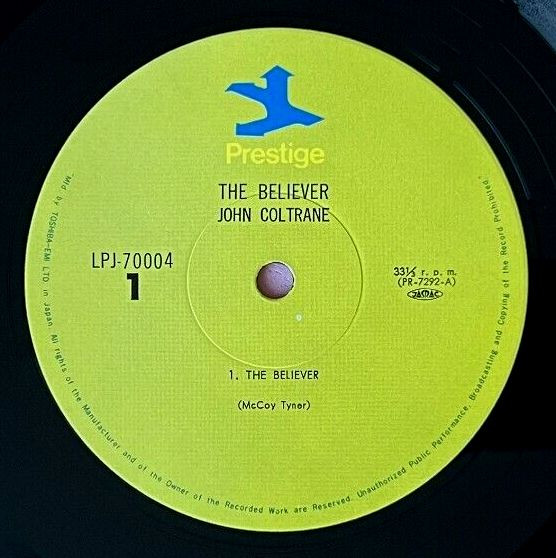 Prestige
THE BELIEVER
JOHN COLTRANE
LPJ-70004
1
33⅓ r. p. m.
(PR-7292-A)
JASRAC
1. THE BELIEVER
(McCoy Tyner)
"Mfd by TOSHIBA-EMI LTD in Japan. All rights of the Manufacturer and of the Owner of the Recorded Work are Reserved. Unauthorized Public Performance, Broadcasting and Copying of the Record Prohibited"